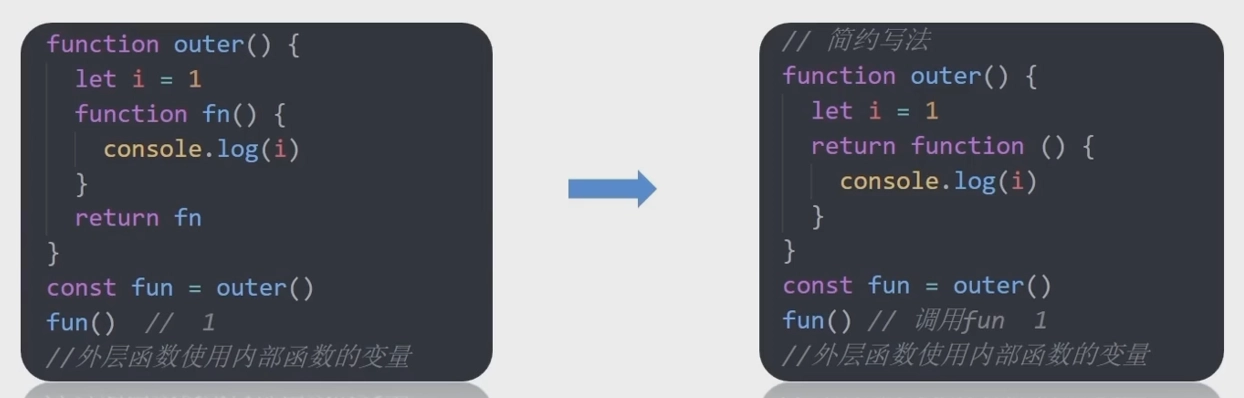 function outer() {
let i = 1
function fn() {
console.log(i)
}
return fn
}
const fun = outer()
fun() // 1
//外层函数使用内部函数的变量
// 简约写法
function outer() {
let i = 1
return function () {
console.log(i)
}
}
const fun = outer()
fun() // 调用fun 1
//外层函数使用内部函数的变量